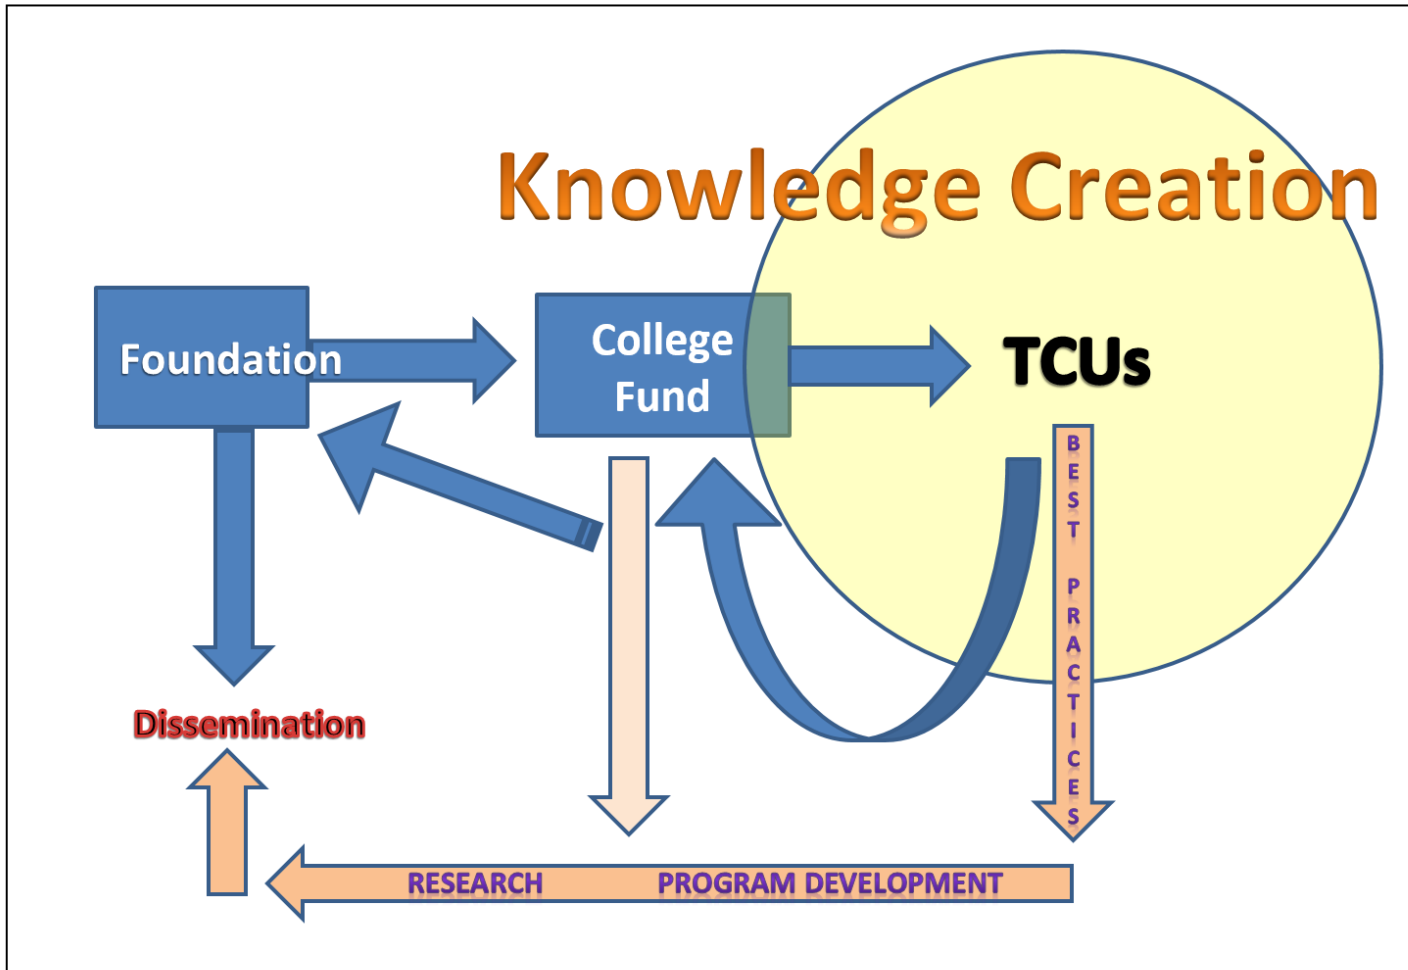 Knowledge Creation
Foundation
College
Fund
TCUs
BEST PRACTICES
Dissemination
RESEARCH PROGRAM DEVELOPMENT